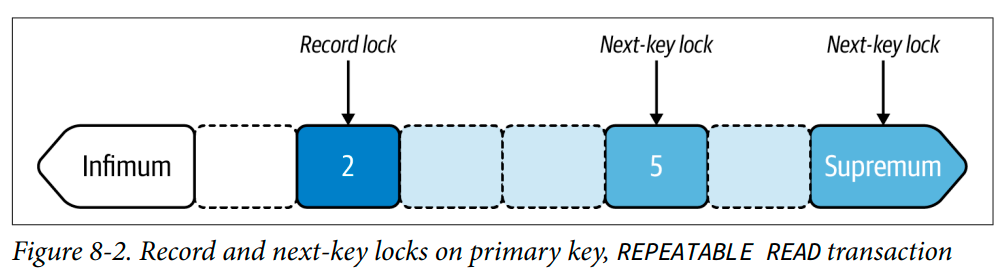 Record lock Next-key lock Next-key lock
Infimum 2 5 Supremum
Figure 8-2. Record and next-key locks on primary key, REPEATABLE READ transaction